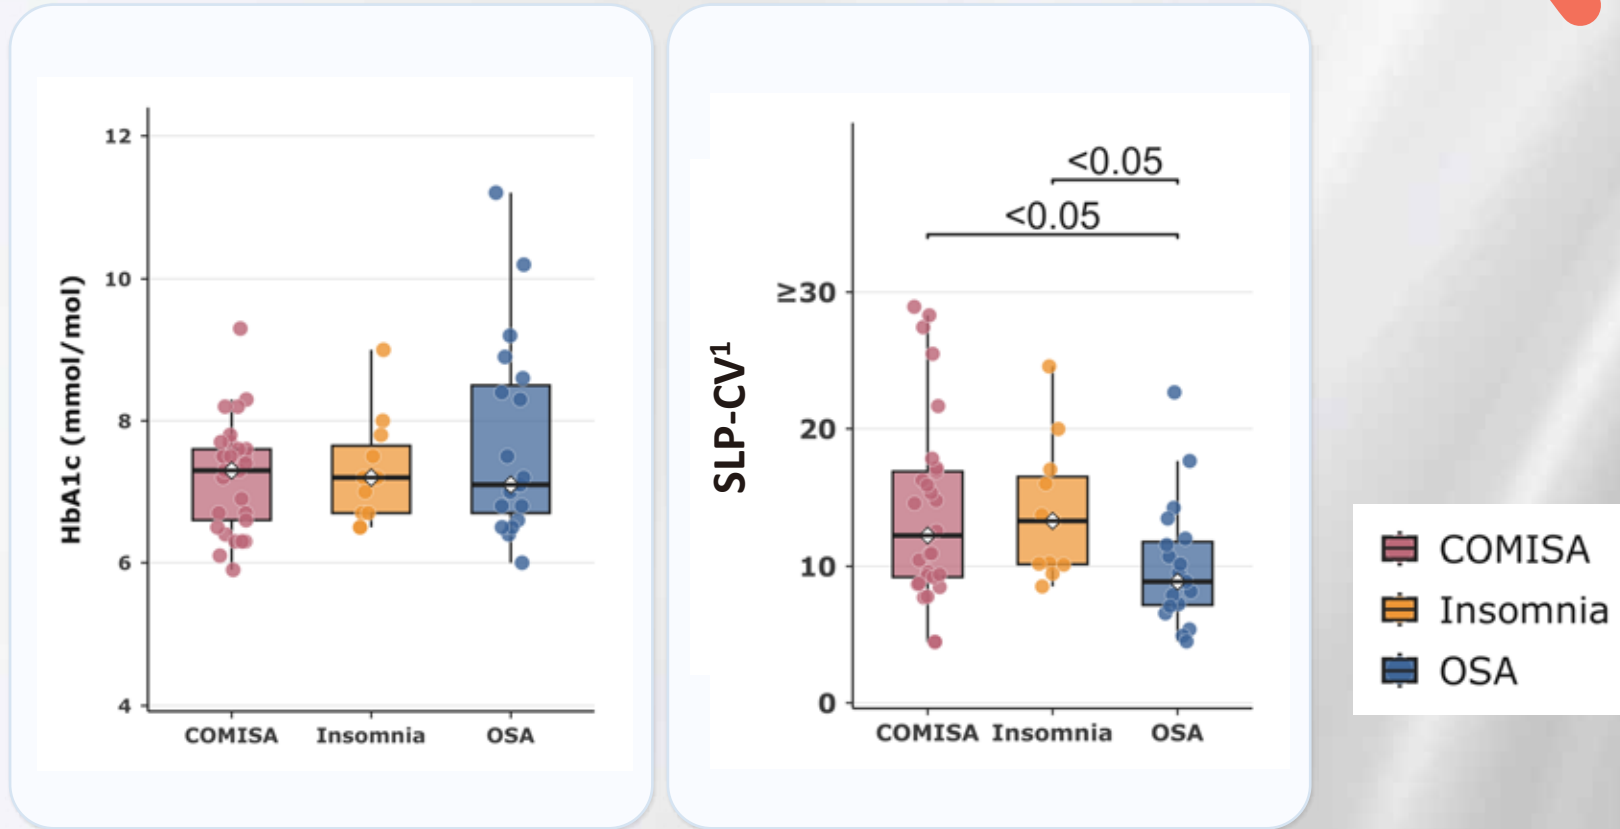 HbA1c (mmol/mol)
12
10
8
6
4
COMISA Insomnia OSA
SLP-CV¹
<0.05
<0.05
≥30
20
10
0
COMISA Insomnia OSA
COMISA
Insomnia
OSA